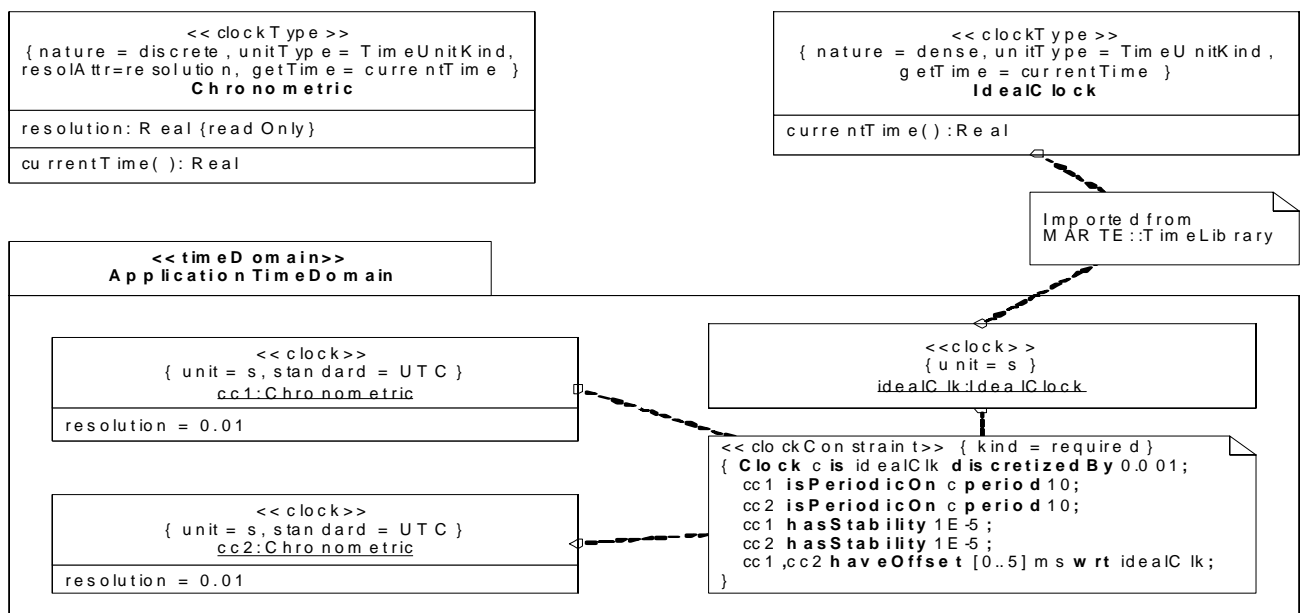 << clockType >>
{ nature = discrete, unitType = TimeUnitKind,
resolAttr=resolution, getTime = currentTime }
Chronometric
resolution: Real {readOnly}
currentTime( ): Real
<< clockType >>
{ nature = dense, unitType = TimeUnitKind,
getTime = currentTime }
IdealClock
currentTime( ):Real
Imported from
MARTE::TimeLibrary
<<timeDomain>>
ApplicationTimeDomain
<<clock>>
{ unit = s, standard = UTC }
cc1:Chronometric
resolution = 0.01
<<clock>>
{ unit = s }
idealClk:IdealClock
<<clockConstraint>> { kind = required }
{ Clock c is idealClk discretizedBy 0.001;
cc1 isPeriodicOn c period 10;
cc2 isPeriodicOn c period 10;
cc1 hasStability 1E-5;
cc2 hasStability 1E-5;
cc1,cc2 haveOffset [0..5] ms wrt idealClk;
}
<<clock>>
{ unit = s, standard = UTC }
cc2:Chronometric
resolution = 0.01